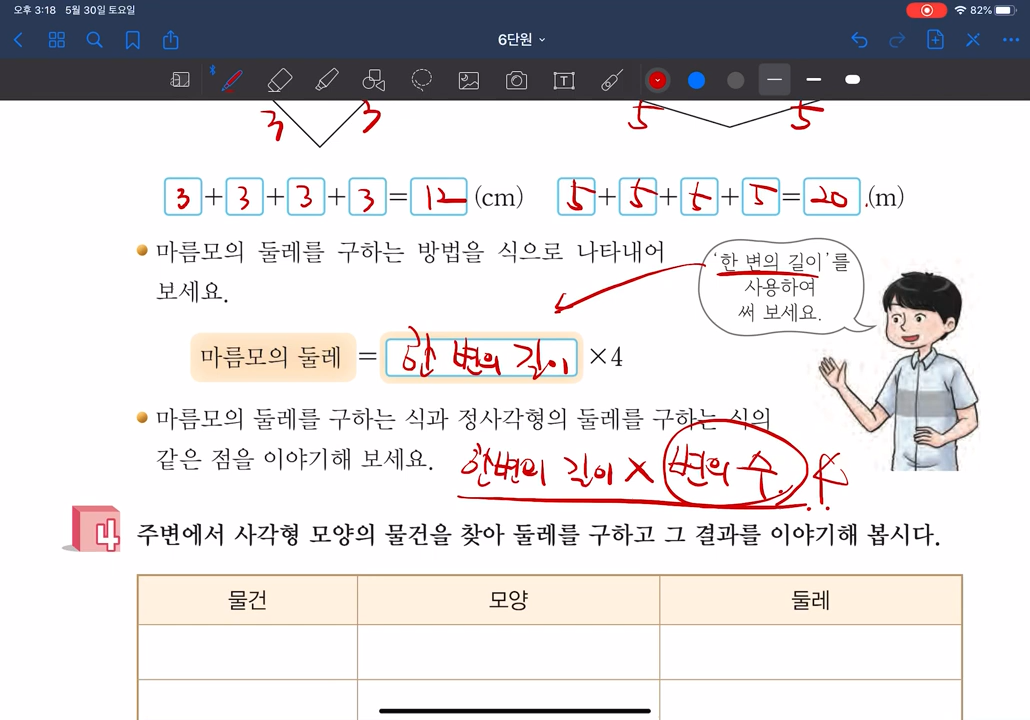 오후 3:18 5월 30일 토요일
82%
6단원
3 3
5 5
3+3+3+3=12(cm) 5+5+5+5=20(m)
마름모의 둘레를 구하는 방법을 식으로 나타내어
보세요.
'한 변의 길이'를
사용하여
써 보세요.
마름모의 둘레 = 한 변의 길이 ×4
마름모의 둘레를 구하는 식과 정사각형의 둘레를 구하는 식의
같은 점을 이야기해 보세요.
한변의 길이 × 변의 수
4 주변에서 사각형 모양의 물건을 찾아 둘레를 구하고 그 결과를 이야기해 봅시다.
물건 모양 둘레